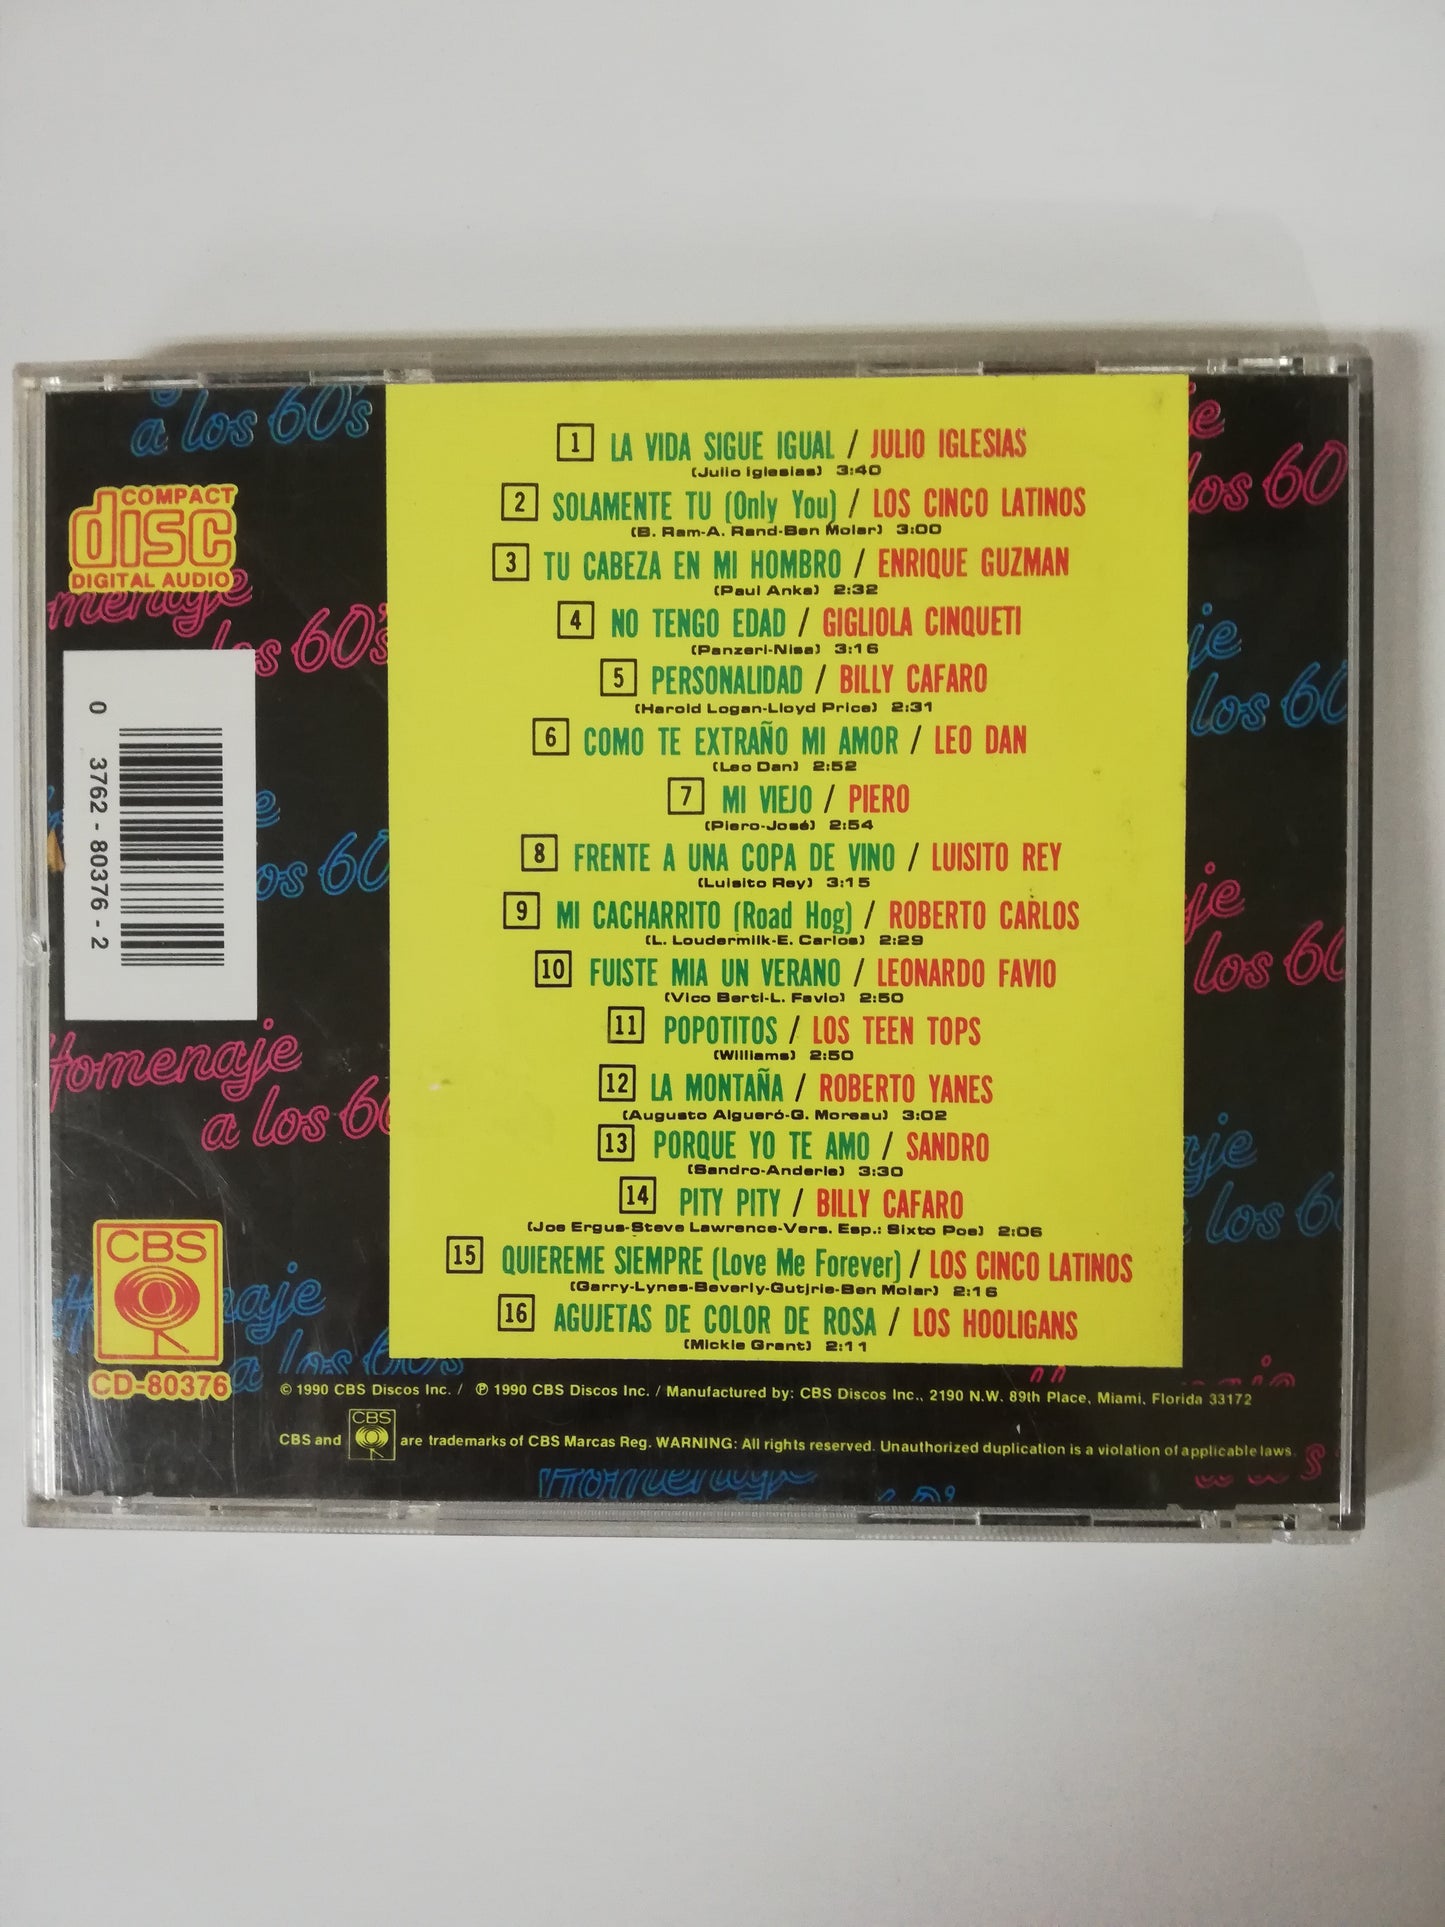 a los 60's
COMPACT
disc
DIGITAL AUDIO
los 60's
0 3762 - 80376 - 2
Homenaje
a los 60
CBS
CD-80376
1 LA VIDA SIGUE IGUAL / JULIO IGLESIAS
(Julio Iglesias) 3:40
2 SOLAMENTE TU (Only You) / LOS CINCO LATINOS
(B. Ram-A. Rand-Ben Molar) 3:00
3 TU CABEZA EN MI HOMBRO / ENRIQUE GUZMAN
(Paul Anka) 2:32
4 NO TENGO EDAD / GIGLIOLA CINQUETI
(Panzeri-Nisa) 3:16
5 PERSONALIDAD / BILLY CAFARO
(Harold Logan-Lloyd Price) 2:31
6 COMO TE EXTRAÑO MI AMOR / LEO DAN
(Leo Dan) 2:52
7 MI VIEJO / PIERO
(Piero-José) 2:54
8 FRENTE A UNA COPA DE VINO / LUISITO REY
(Luisito Rey) 3:15
9 MI CACHARRITO (Road Hog) / ROBERTO CARLOS
(L. Loudermilk-E. Carlos) 2:29
10 FUISTE MIA UN VERANO / LEONARDO FAVIO
(Vico Berti-L. Favio) 2:50
11 POPOTITOS / LOS TEEN TOPS
(Williams) 2:50
12 LA MONTAÑA / ROBERTO YANES
(Augusto Algueró-G. Moreau) 3:02
13 PORQUE YO TE AMO / SANDRO
(Sandro-Anderle) 3:30
14 PITY PITY / BILLY CAFARO
(Joe Ergus-Steve Lawrence-Vers. Esp.: Sixto Poe) 2:06
15 QUIEREME SIEMPRE (Love Me Forever) / LOS CINCO LATINOS
(Garry-Lynes-Beverly-Gutjrie-Ben Molar) 2:16
16 AGUJETAS DE COLOR DE ROSA / LOS HOOLIGANS
(Mickie Grant) 2:11
© 1990 CBS Discos Inc. / ℗ 1990 CBS Discos Inc. / Manufactured by: CBS Discos Inc., 2190 N.W. 89th Place, Miami, Florida 33172
CBS and CBS are trademarks of CBS Marcas Reg. WARNING: All rights reserved. Unauthorized duplication is a violation of applicable laws.